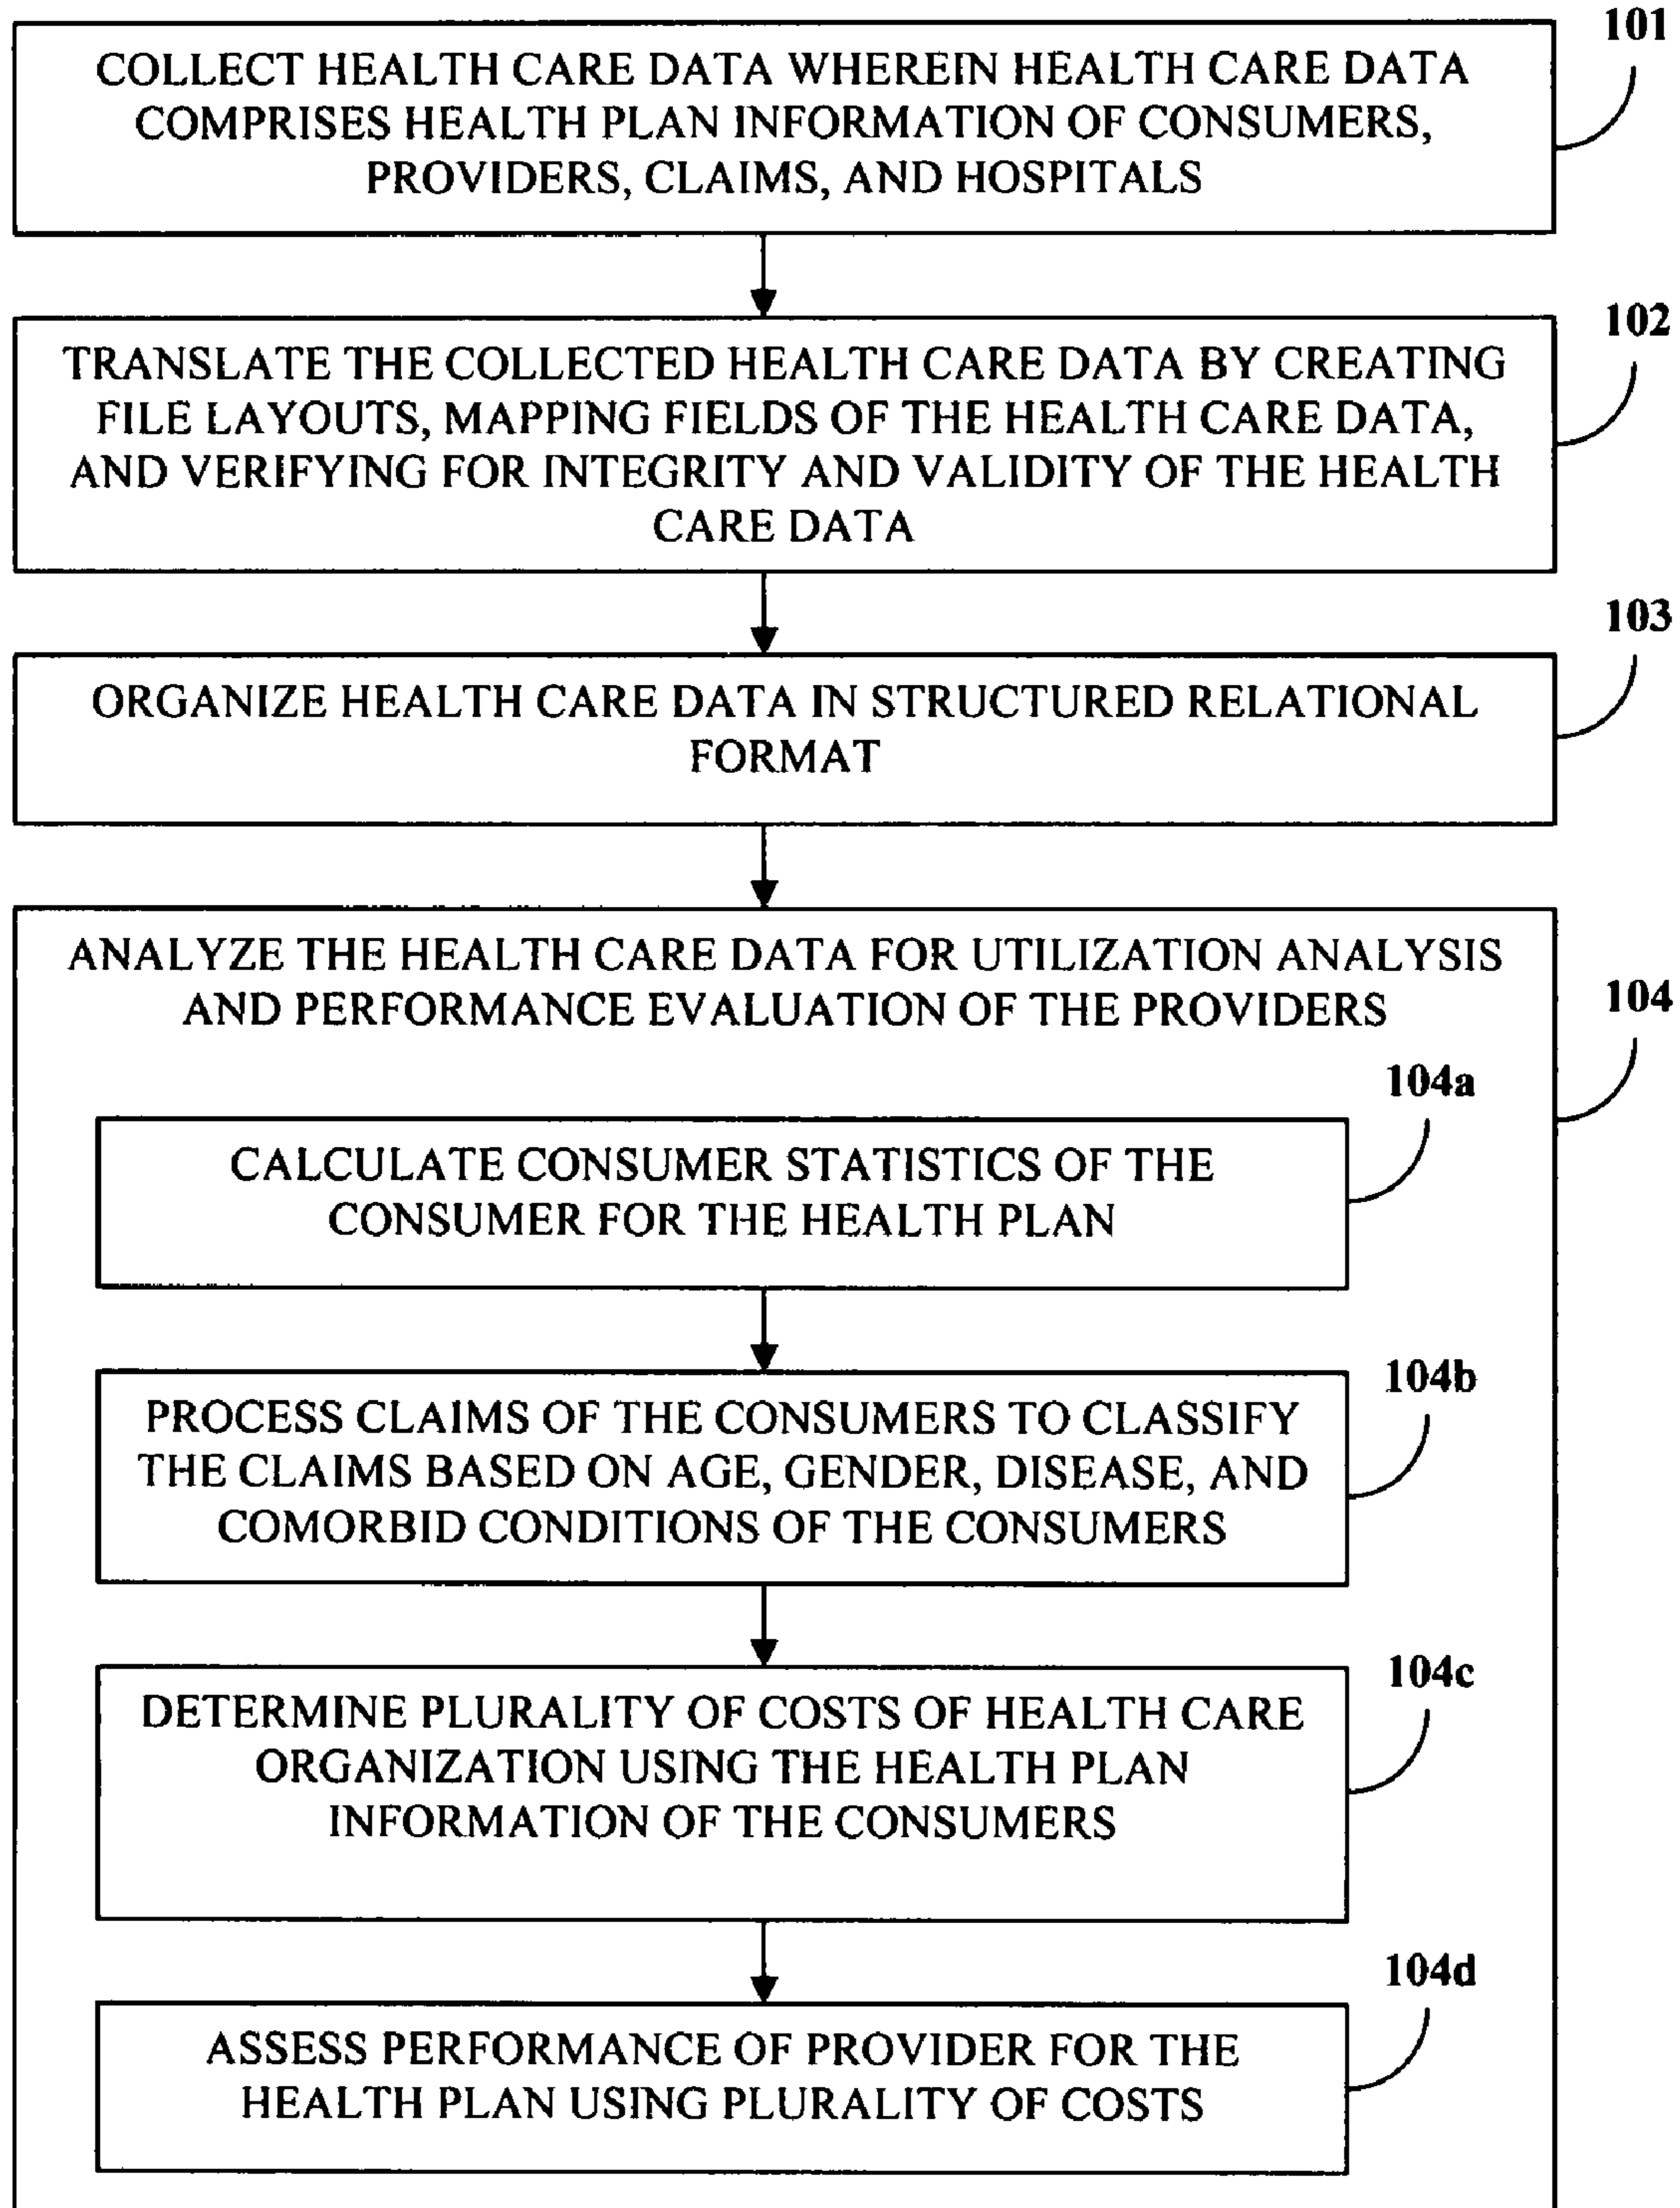 101
COLLECT HEALTH CARE DATA WHEREIN HEALTH CARE DATA
COMPRISES HEALTH PLAN INFORMATION OF CONSUMERS,
PROVIDERS, CLAIMS, AND HOSPITALS
102
TRANSLATE THE COLLECTED HEALTH CARE DATA BY CREATING
FILE LAYOUTS, MAPPING FIELDS OF THE HEALTH CARE DATA,
AND VERIFYING FOR INTEGRITY AND VALIDITY OF THE HEALTH
CARE DATA
103
ORGANIZE HEALTH CARE DATA IN STRUCTURED RELATIONAL
FORMAT
ANALYZE THE HEALTH CARE DATA FOR UTILIZATION ANALYSIS
AND PERFORMANCE EVALUATION OF THE PROVIDERS
104
104a
CALCULATE CONSUMER STATISTICS OF THE
CONSUMER FOR THE HEALTH PLAN
104b
PROCESS CLAIMS OF THE CONSUMERS TO CLASSIFY
THE CLAIMS BASED ON AGE, GENDER, DISEASE, AND
COMORBID CONDITIONS OF THE CONSUMERS
104c
DETERMINE PLURALITY OF COSTS OF HEALTH CARE
ORGANIZATION USING THE HEALTH PLAN
INFORMATION OF THE CONSUMERS
104d
ASSESS PERFORMANCE OF PROVIDER FOR THE
HEALTH PLAN USING PLURALITY OF COSTS